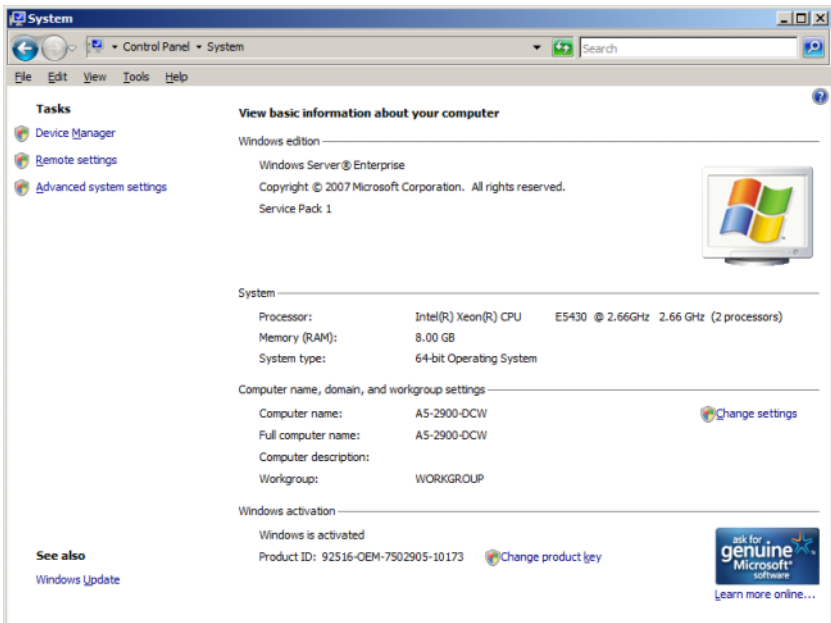 System
Control Panel System
Search
File Edit View Tools Help
Tasks
Device Manager
Remote settings
Advanced system settings
View basic information about your computer
Windows edition
Windows Server® Enterprise
Copyright © 2007 Microsoft Corporation. All rights reserved.
Service Pack 1
System
Processor: Intel(R) Xeon(R) CPU E5430 @ 2.66GHz 2.66 GHz (2 processors)
Memory (RAM): 8.00 GB
System type: 64-bit Operating System
Computer name, domain, and workgroup settings
Computer name: A5-2900-DCW
Change settings
Full computer name: A5-2900-DCW
Computer description:
Workgroup: WORKGROUP
Windows activation
Windows is activated
Product ID: 92516-OEM-7502905-10173 Change product key
ask for
genuine
Microsoft
software
Learn more online...
See also
Windows Update